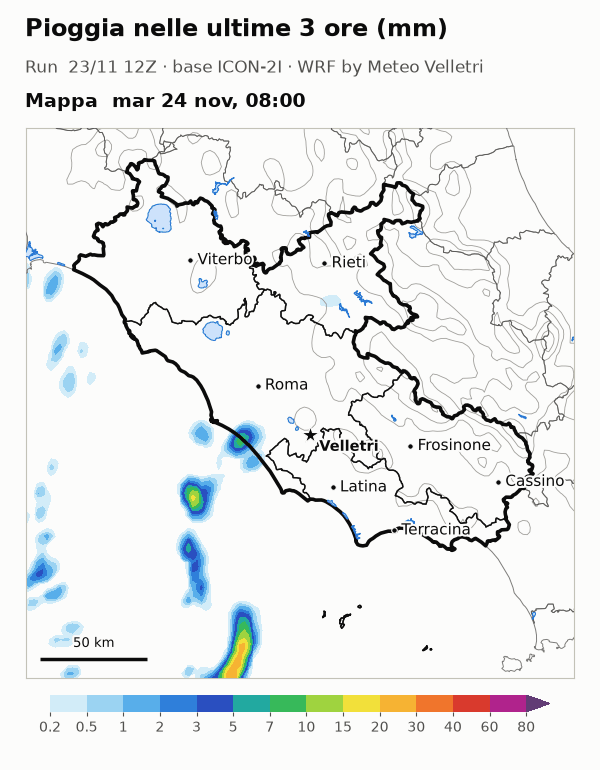 Pioggia nelle ultime 3 ore (mm)
Run  23/11 12Z · base ICON-2I · WRF by Meteo Velletri
Mappa  mar 24 nov, 08:00
Viterbo
Rieti
Roma
Velletri
Frosinone
Latina
Cassino
Terracina
50 km
0.2 0.5 1 2 3 5 7 10 15 20 30 40 60 80